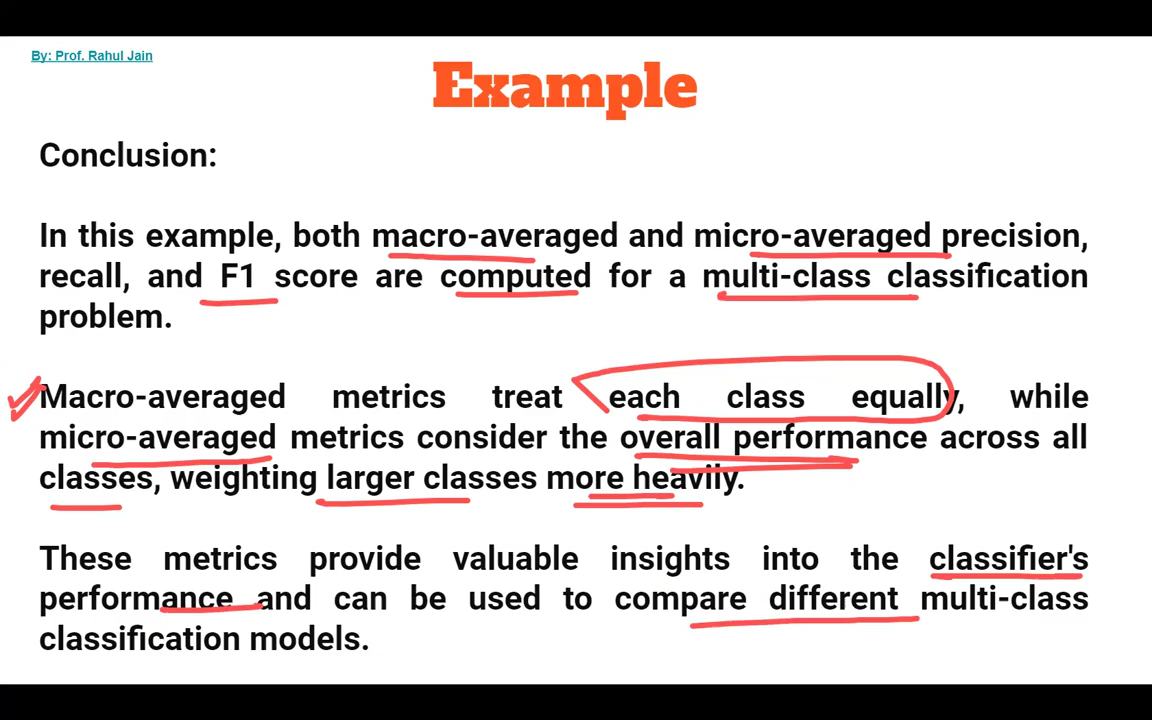 By: Prof. Rahul Jain
Example
Conclusion:
In this example, both macro-averaged and micro-averaged precision,
recall, and F1 score are computed for a multi-class classification
problem.
Macro-averaged metrics treat each class equally, while
micro-averaged metrics consider the overall performance across all
classes, weighting larger classes more heavily.
These metrics provide valuable insights into the classifier's
performance and can be used to compare different multi-class
classification models.